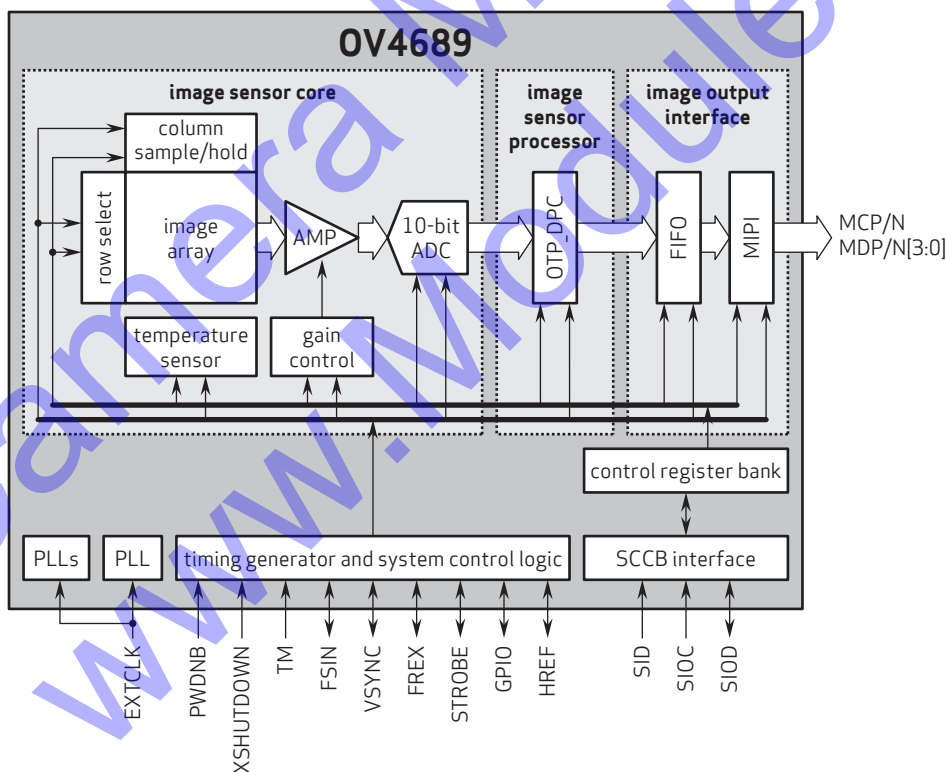 OV4689
image sensor core
image
sensor
processor
image output
interface
column
sample/hold
row select
image
array
AMP
10-bit
ADC
OTP_DPC
FIFO
MIPI
MCP/N
MDP/N[3:0]
temperature
sensor
gain
control
control register bank
PLLs
PLL
timing generator and system control logic
SCCB interface
EXTCLK
PWDNB
XSHUTDOWN
TM
FSIN
VSYNC
FREX
STROBE
GPIO
HREF
SID
SIOC
SIOD
amera M
www.Module